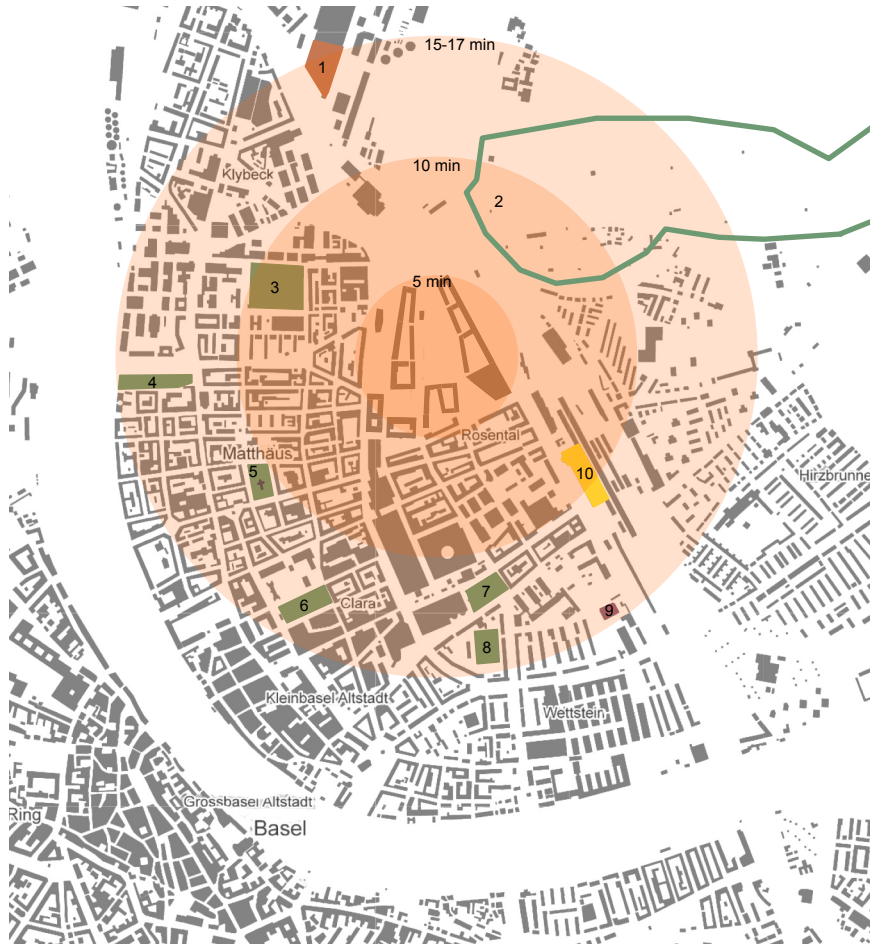 15-17 min
1
10 min
Klybeck
2
5 min
3
4
Rosental
Matthäus
5
10
Hirzbrunne
6
Clara
7
9
8
Kleinbasel Altstadt
Wettstein
Grossbasel Altstadt
Ring
Basel